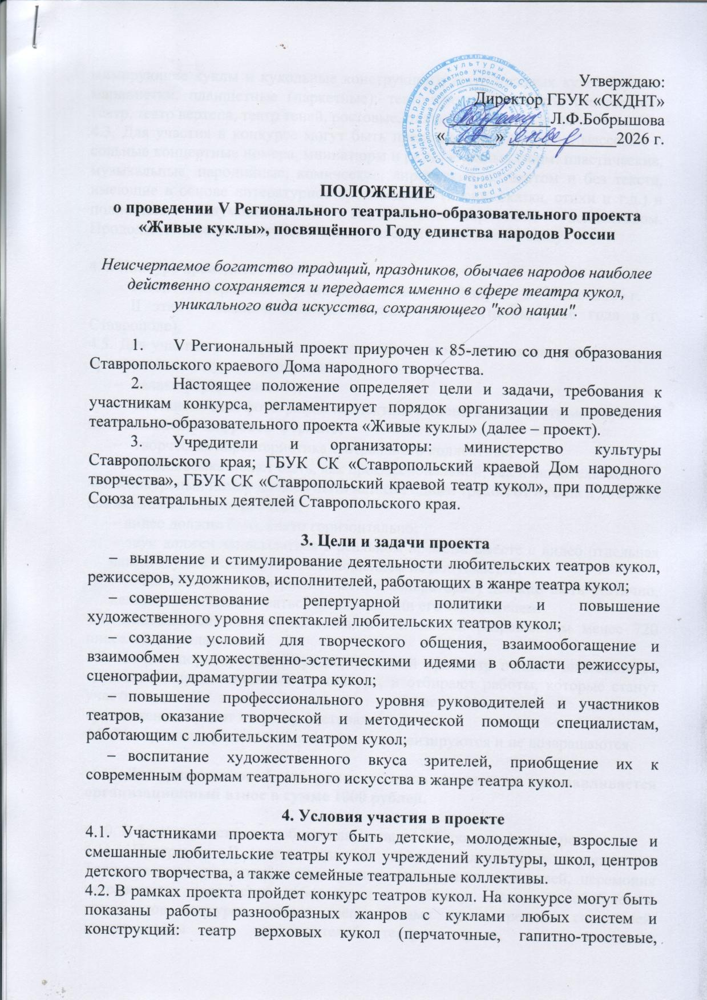 Утверждаю:
Директор ГБУК «СКДНТ»
Л.Ф.Бобрышова
«19» января 2026 г.
ПОЛОЖЕНИЕ
о проведении V Регионального театрально-образовательного проекта
«Живые куклы», посвящённого Году единства народов России
Неисчерпаемое богатство традиций, праздников, обычаев народов наиболее
действенно сохраняется и передается именно в сфере театра кукол,
уникального вида искусства, сохраняющего "код нации".
1. V Региональный проект приурочен к 85-летию со дня образования
Ставропольского краевого Дома народного творчества.
2. Настоящее положение определяет цели и задачи, требования к
участникам конкурса, регламентирует порядок организации и проведения
театрально-образовательного проекта «Живые куклы» (далее – проект).
3. Учредители и организаторы: министерство культуры
Ставропольского края; ГБУК СК «Ставропольский краевой Дом народного
творчества», ГБУК СК «Ставропольский краевой театр кукол», при поддержке
Союза театральных деятелей Ставропольского края.
3. Цели и задачи проекта
– выявление и стимулирование деятельности любительских театров кукол,
режиссеров, художников, исполнителей, работающих в жанре театра кукол;
– совершенствование репертуарной политики и повышение
художественного уровня спектаклей любительских театров кукол;
– создание условий для творческого общения, взаимообогащение и
взаимообмен художественно-эстетическими идеями в области режиссуры,
сценографии, драматургии театра кукол;
повышение профессионального уровня руководителей и участников
театров, оказание творческой и методической помощи специалистам,
работающим с любительским театром кукол;
– воспитание художественного вкуса зрителей, приобщение их к
современным формам театрального искусства в жанре театра кукол.
4. Условия участия в проекте
4.1. Участниками проекта могут быть детские, молодежные, взрослые и
смешанные любительские театры кукол учреждений культуры, школ, центров
детского творчества, а также семейные театральные коллективы.
4.2. В рамках проекта пройдет конкурс театров кукол. На конкурсе могут быть
показаны работы разнообразных жанров с куклами любых систем и
конструкций: театр верховых кукол (перчаточные, гапитно-тростевые,